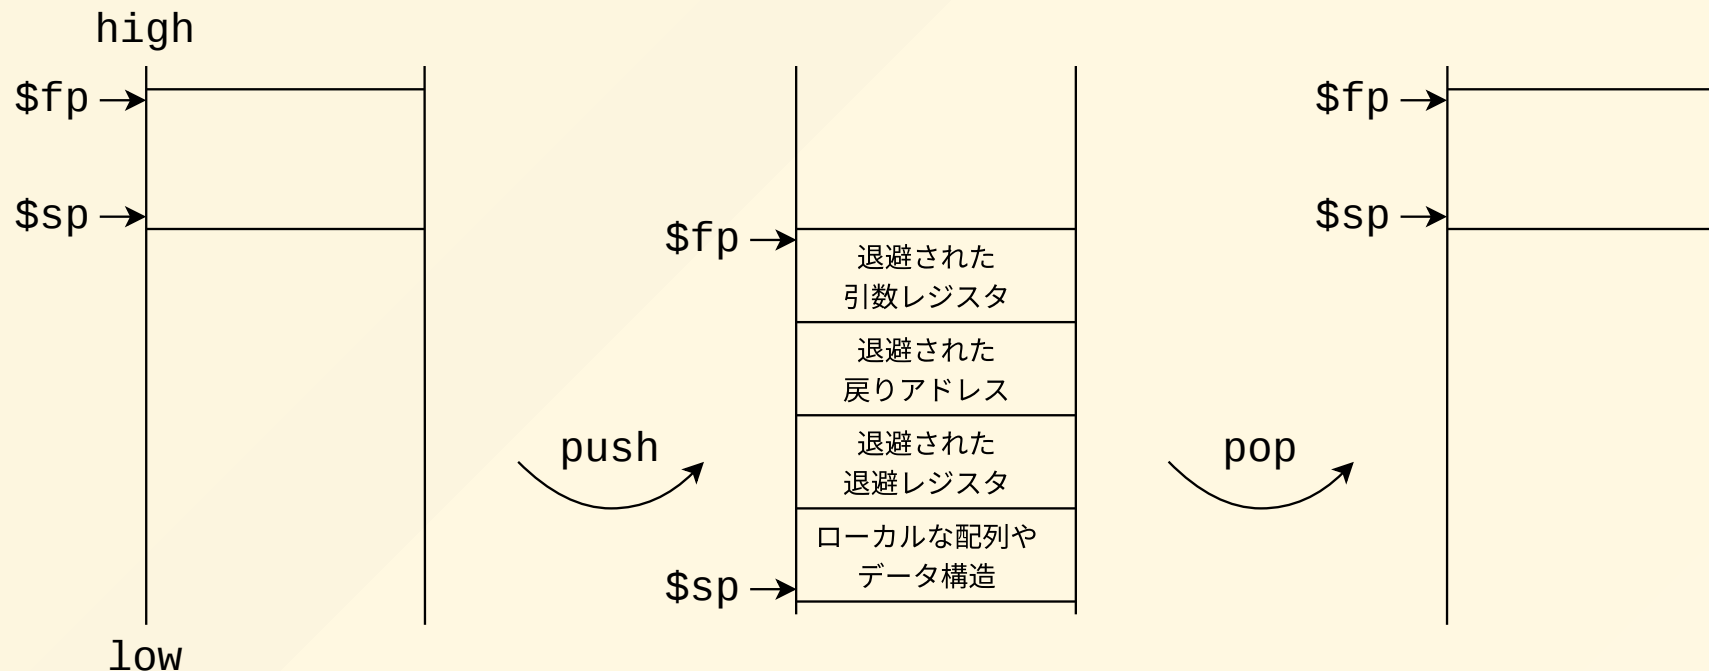 high
$fp
$sp
low
push
$fp
退避された
引数レジスタ
退避された
戻りアドレス
退避された
退避レジスタ
ローカルな配列や
データ構造
$sp
pop
$fp
$sp